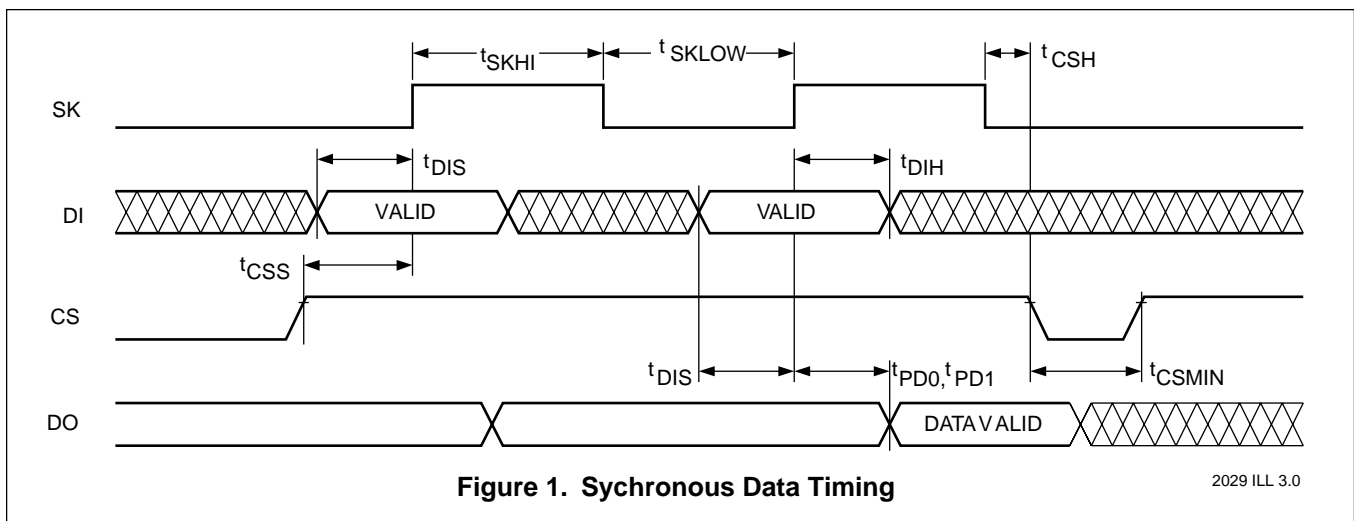 tSKHI
tSKLOW
tCSH
SK
tDIS
tDIH
DI
VALID
VALID
tCSS
CS
tDIS
tPD0,tPD1
tCSMIN
DO
DATA VALID
Figure 1. Sychronous Data Timing
2029 ILL 3.0